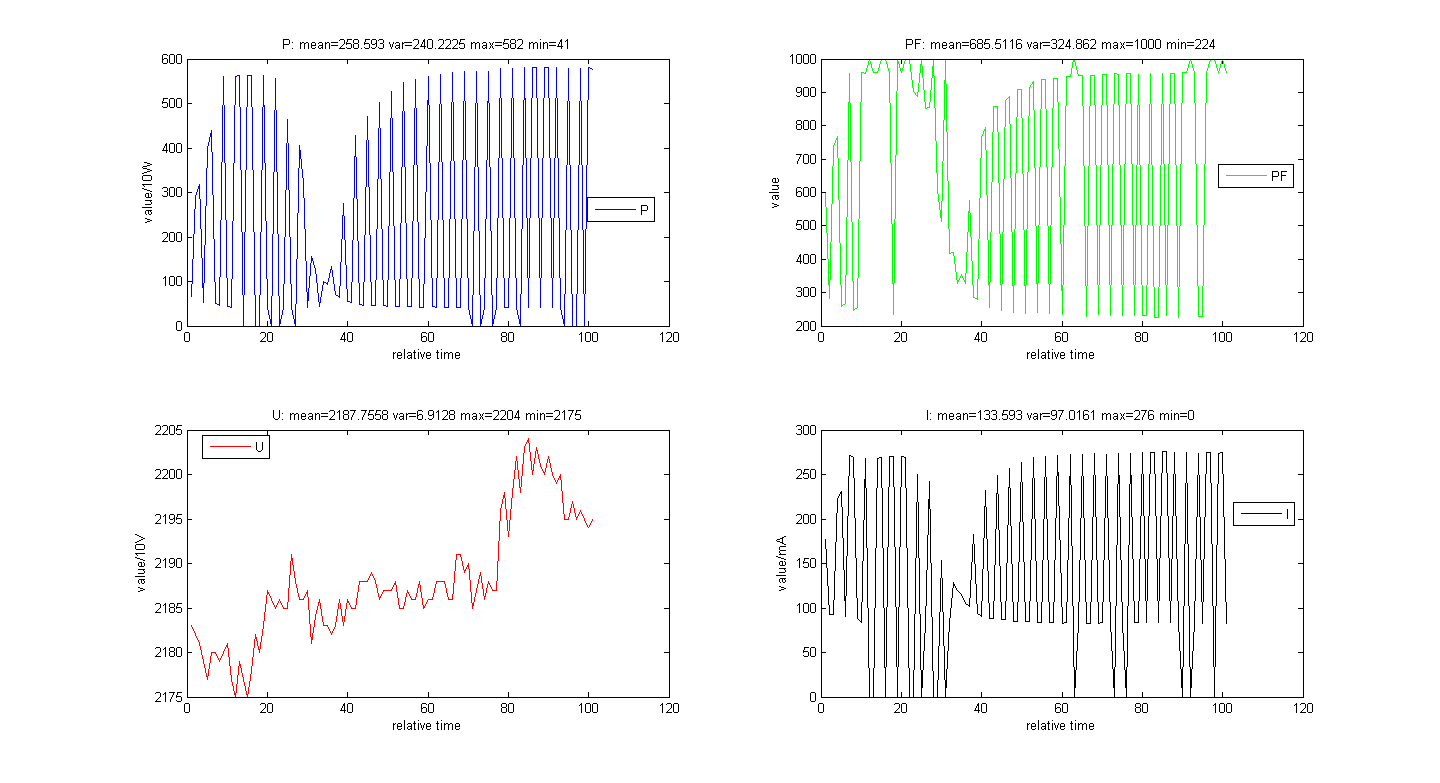 P: mean=258.593 var=240.2225 max=582 min=41
600
500
400
300
200
100
0
value/10W
0 20 40 60 80 100 120
relative time
P
PF: mean=685.5116 var=324.862 max=1000 min=224
1000
900
800
700
600
500
400
300
200
value
0 20 40 60 80 100 120
relative time
PF
U: mean=2187.7558 var=6.9128 max=2204 min=2175
2205
2200
2195
2190
2185
2180
2175
value/10V
0 20 40 60 80 100 120
relative time
U
I: mean=133.593 var=97.0161 max=276 min=0
300
250
200
150
100
50
0
value/mA
0 20 40 60 80 100 120
relative time
I